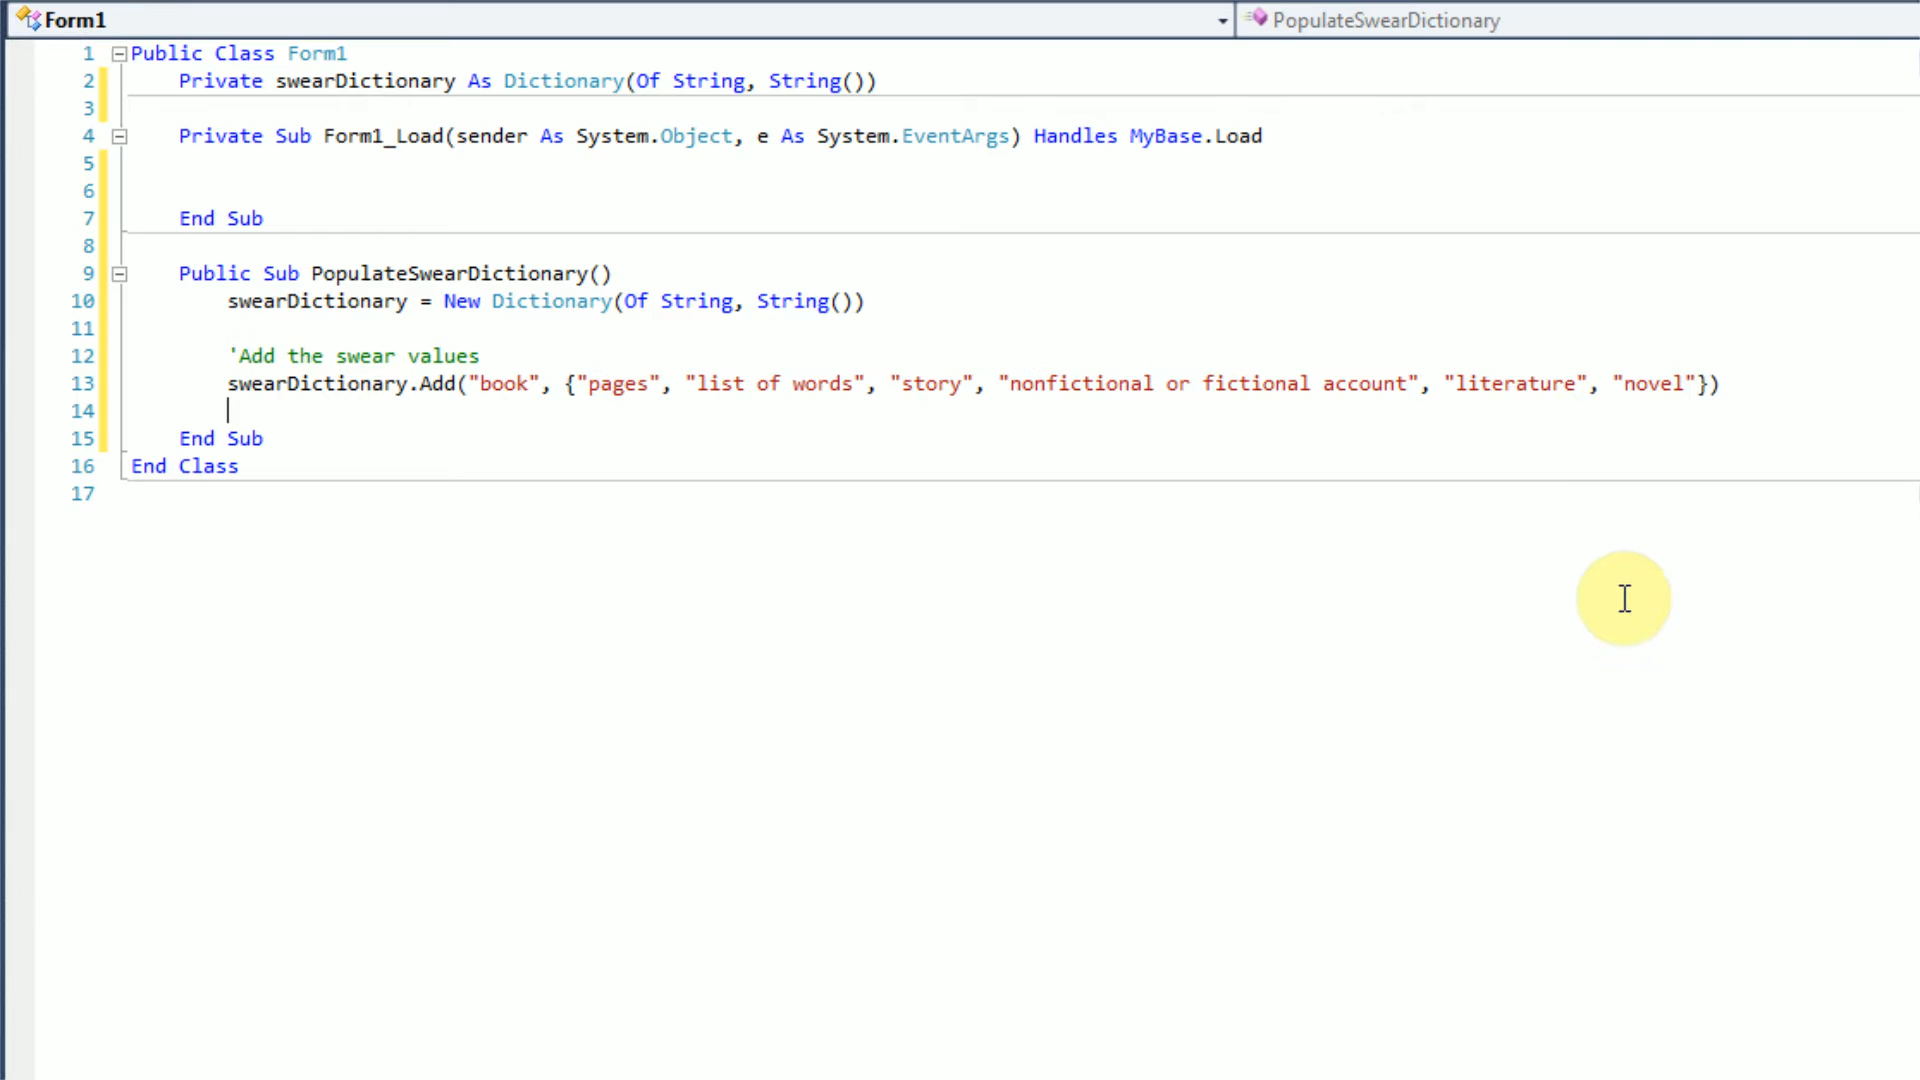 Form1
PopulateSwearDictionary
1 Public Class Form1
2 Private swearDictionary As Dictionary(Of String, String())
3
4 Private Sub Form1_Load(sender As System.Object, e As System.EventArgs) Handles MyBase.Load
5
6
7 End Sub
8
9 Public Sub PopulateSwearDictionary()
10 swearDictionary = New Dictionary(Of String, String())
11
12 'Add the swear values
13 swearDictionary.Add("book", {"pages", "list of words", "story", "nonfictional or fictional account", "literature", "novel"})
14
15 End Sub
16 End Class
17